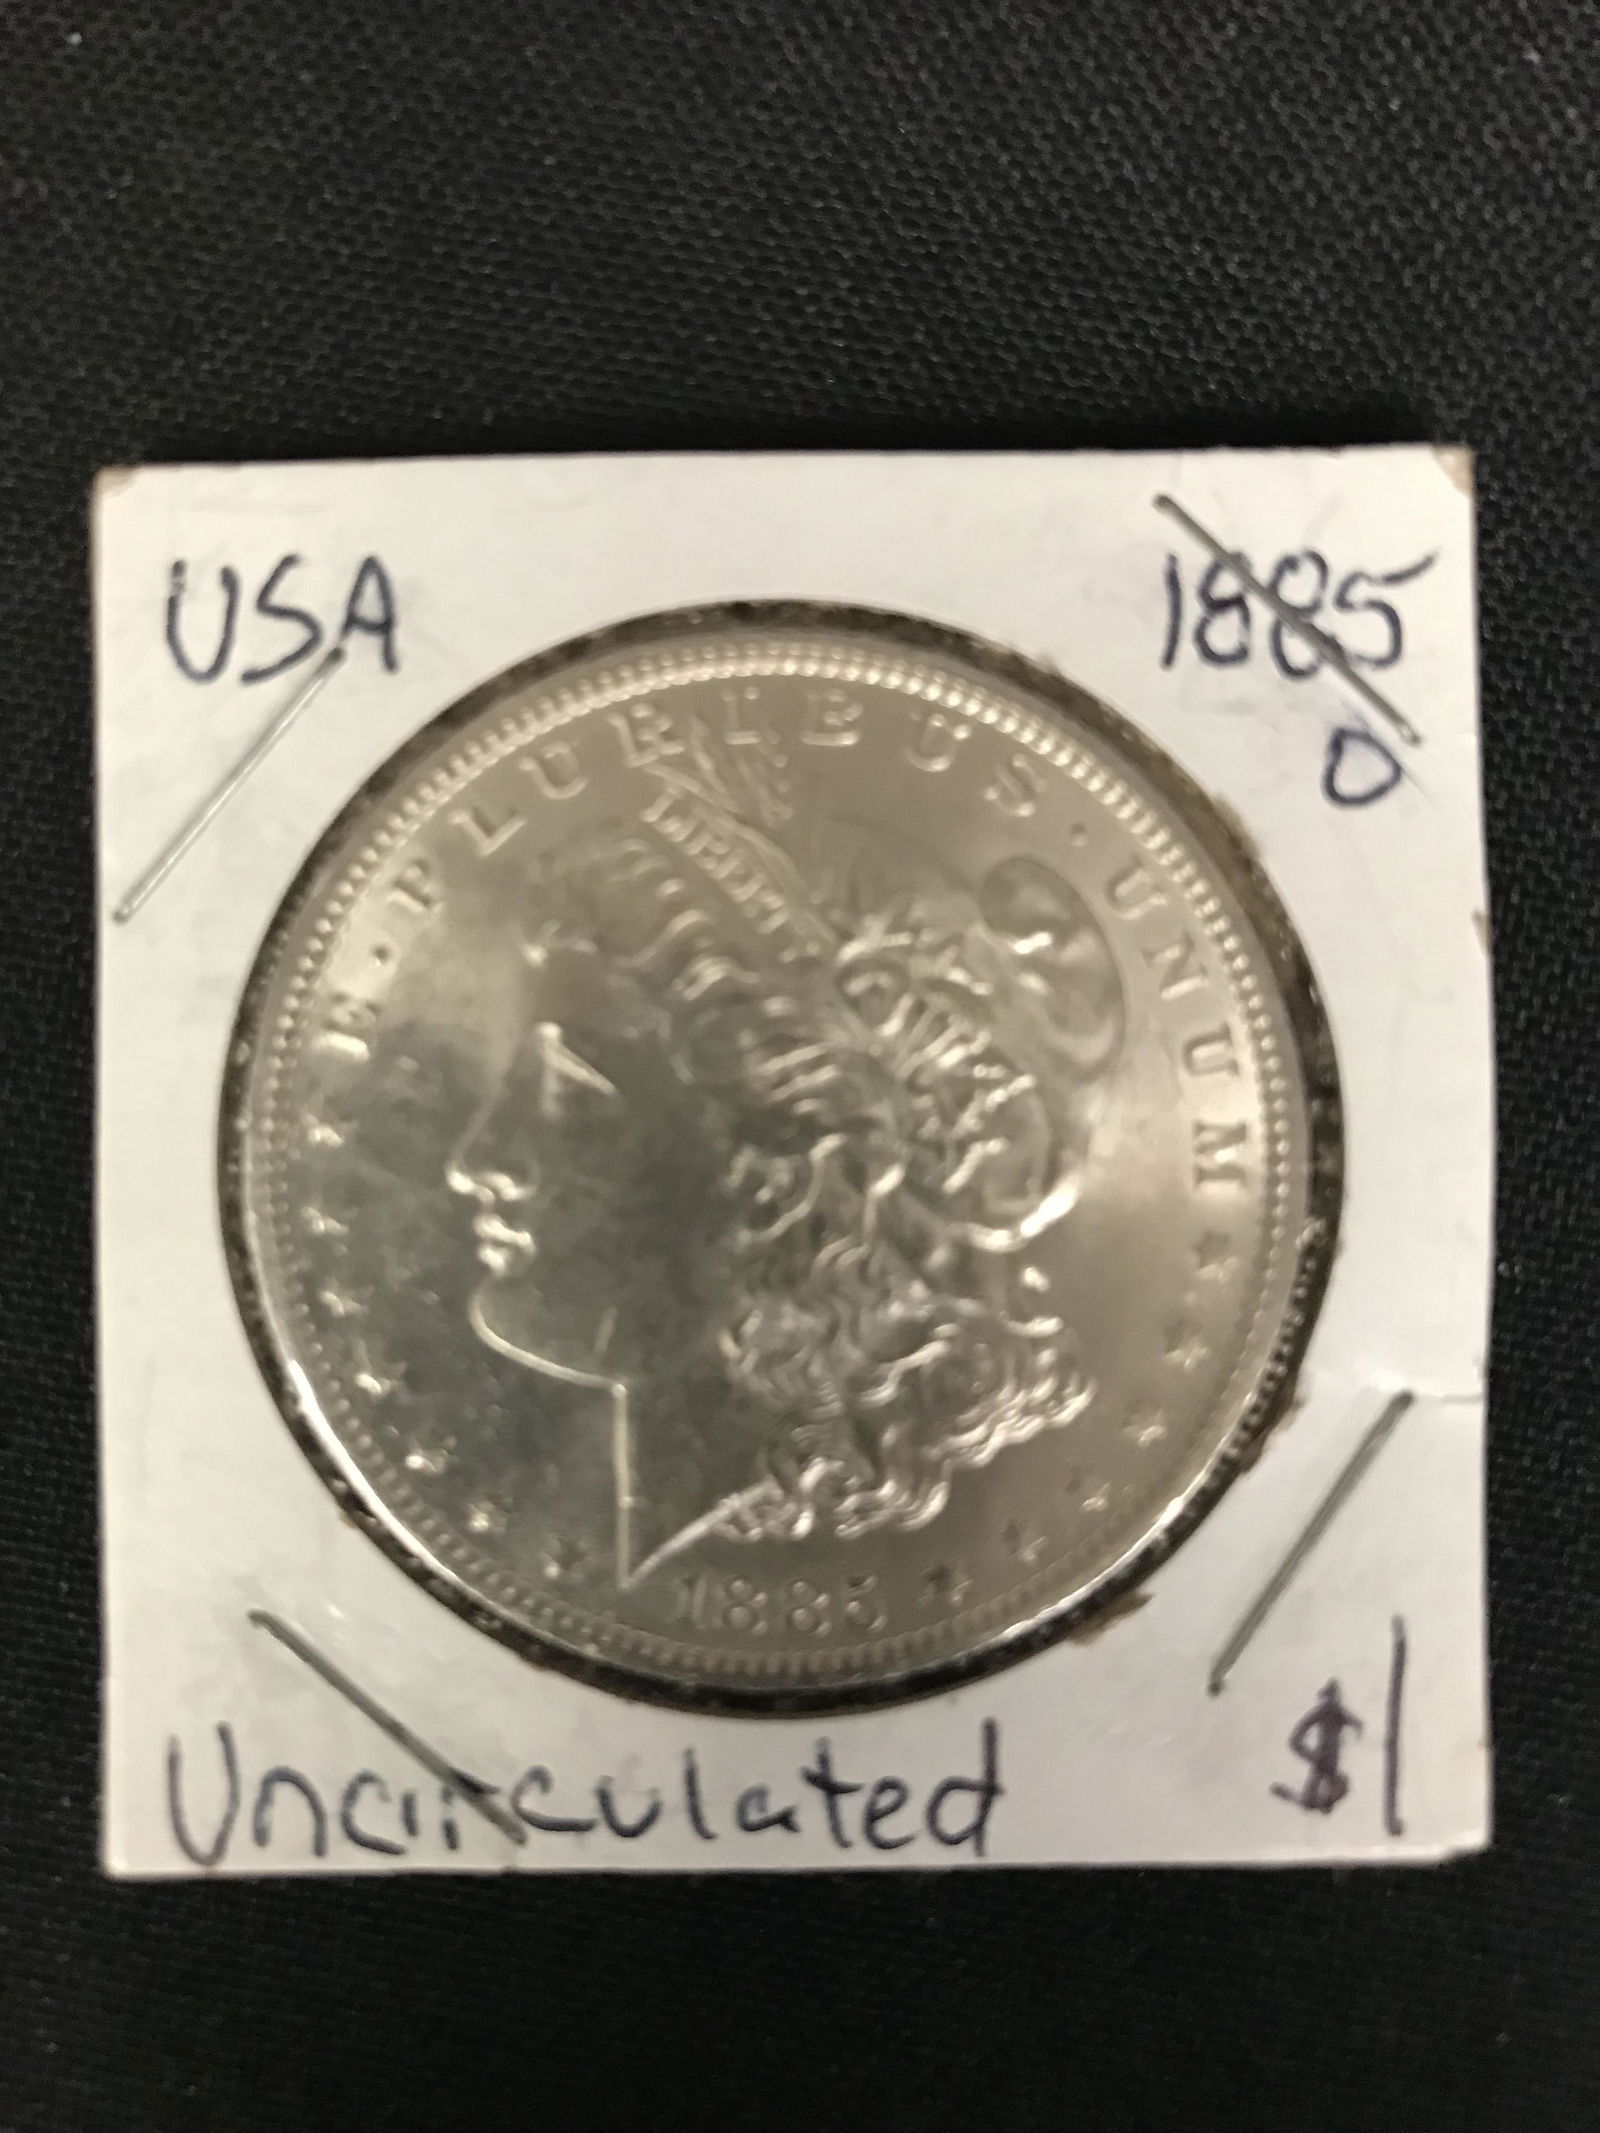 USA
1885
O
E·PLURIBUS·UNUM
LIBERTY
1885
Uncirculated
$1